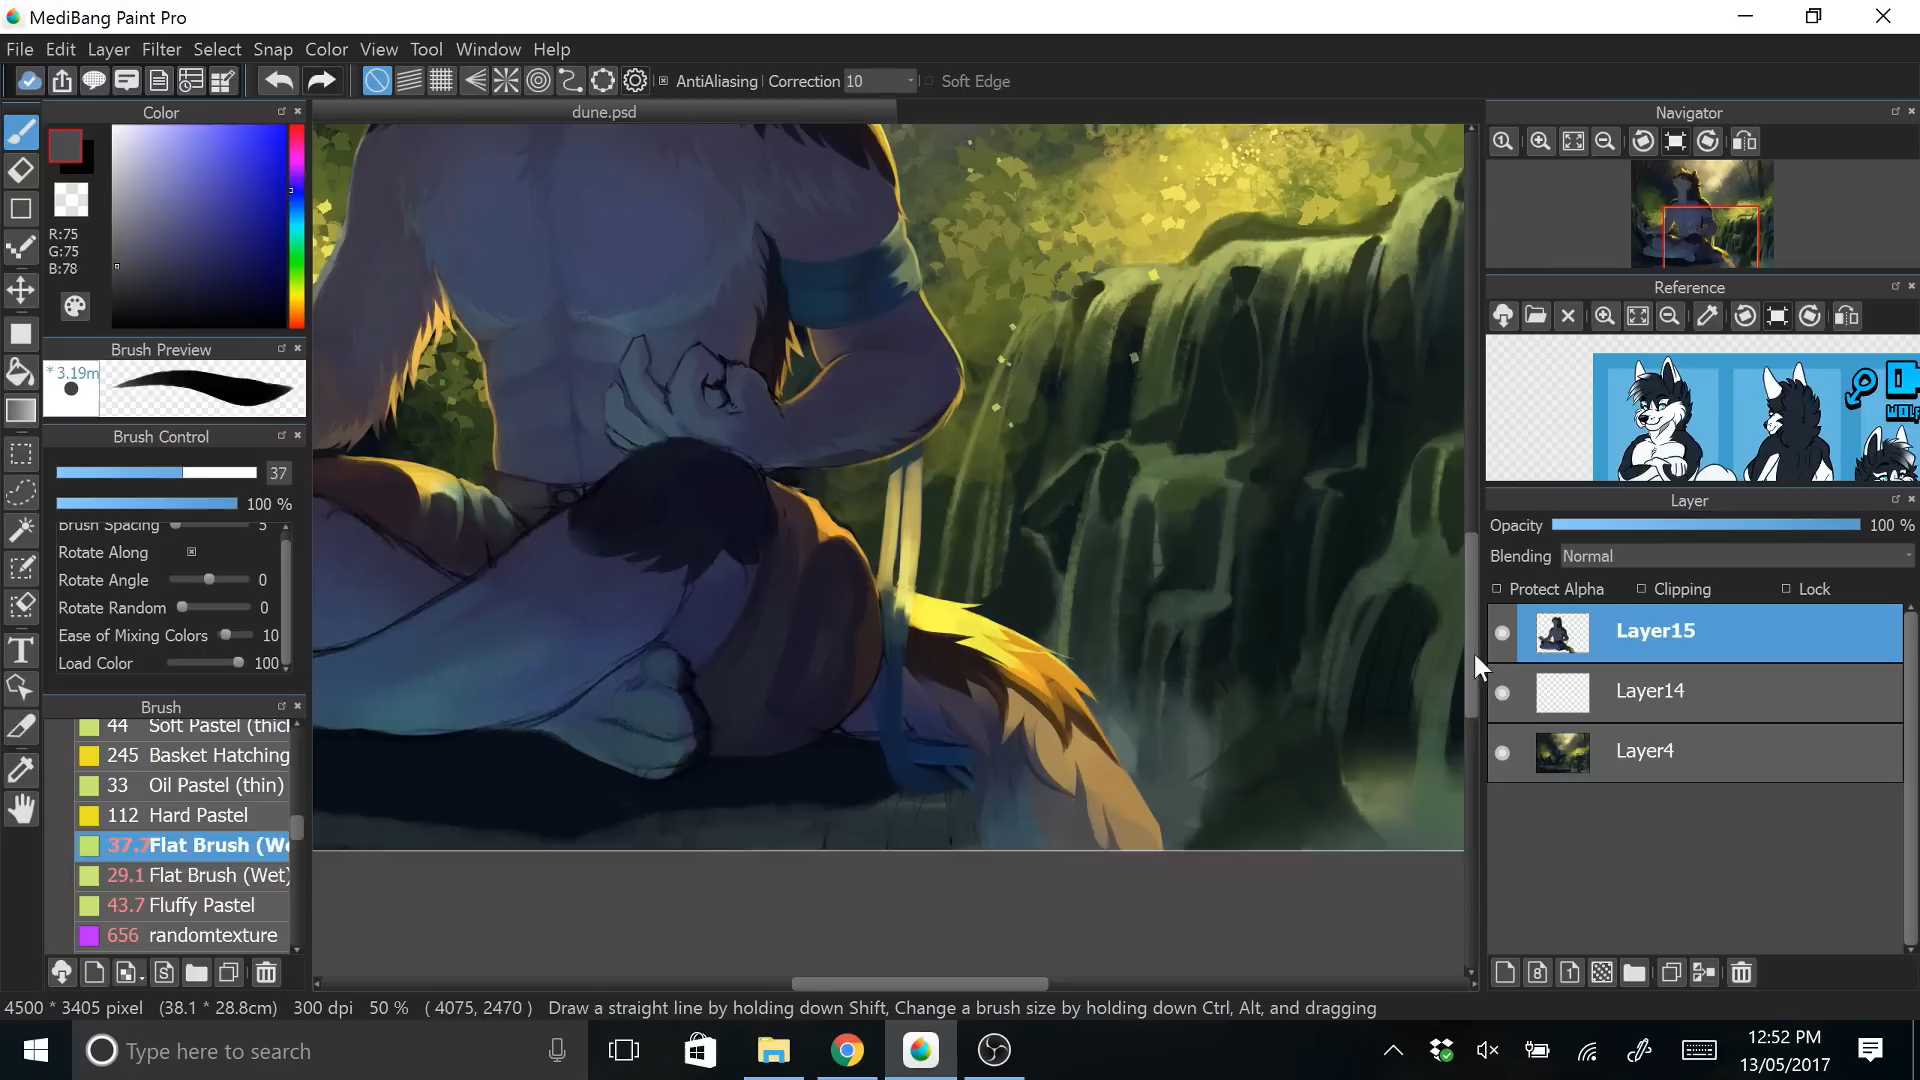 MediBang Paint Pro
File Edit Layer Filter Select Snap Color View Tool Window Help
AntiAliasing Correction 10 Soft Edge
Color
dune.psd
Navigator
R:75
G:75
B:78
Reference
Brush Preview
* 3.19m
Brush Control
37
100 %
Brush Spacing 5
Rotate Along
Rotate Angle 0
Rotate Random 0
Ease of Mixing Colors 10
Load Color 100
Layer
Opacity 100 %
Blending Normal
Protect Alpha Clipping Lock
Layer15
Layer14
Layer4
Brush
44 Soft Pastel (thick
245 Basket Hatching
33 Oil Pastel (thin)
112 Hard Pastel
37.7 Flat Brush (We
29.1 Flat Brush (Wet)
43.7 Fluffy Pastel
656 randomtexture
4500 * 3405 pixel (38.1 * 28.8cm) 300 dpi 50 % ( 4075, 2470 ) Draw a straight line by holding down Shift, Change a brush size by holding down Ctrl, Alt, and dragging
Type here to search
12:52 PM
13/05/2017